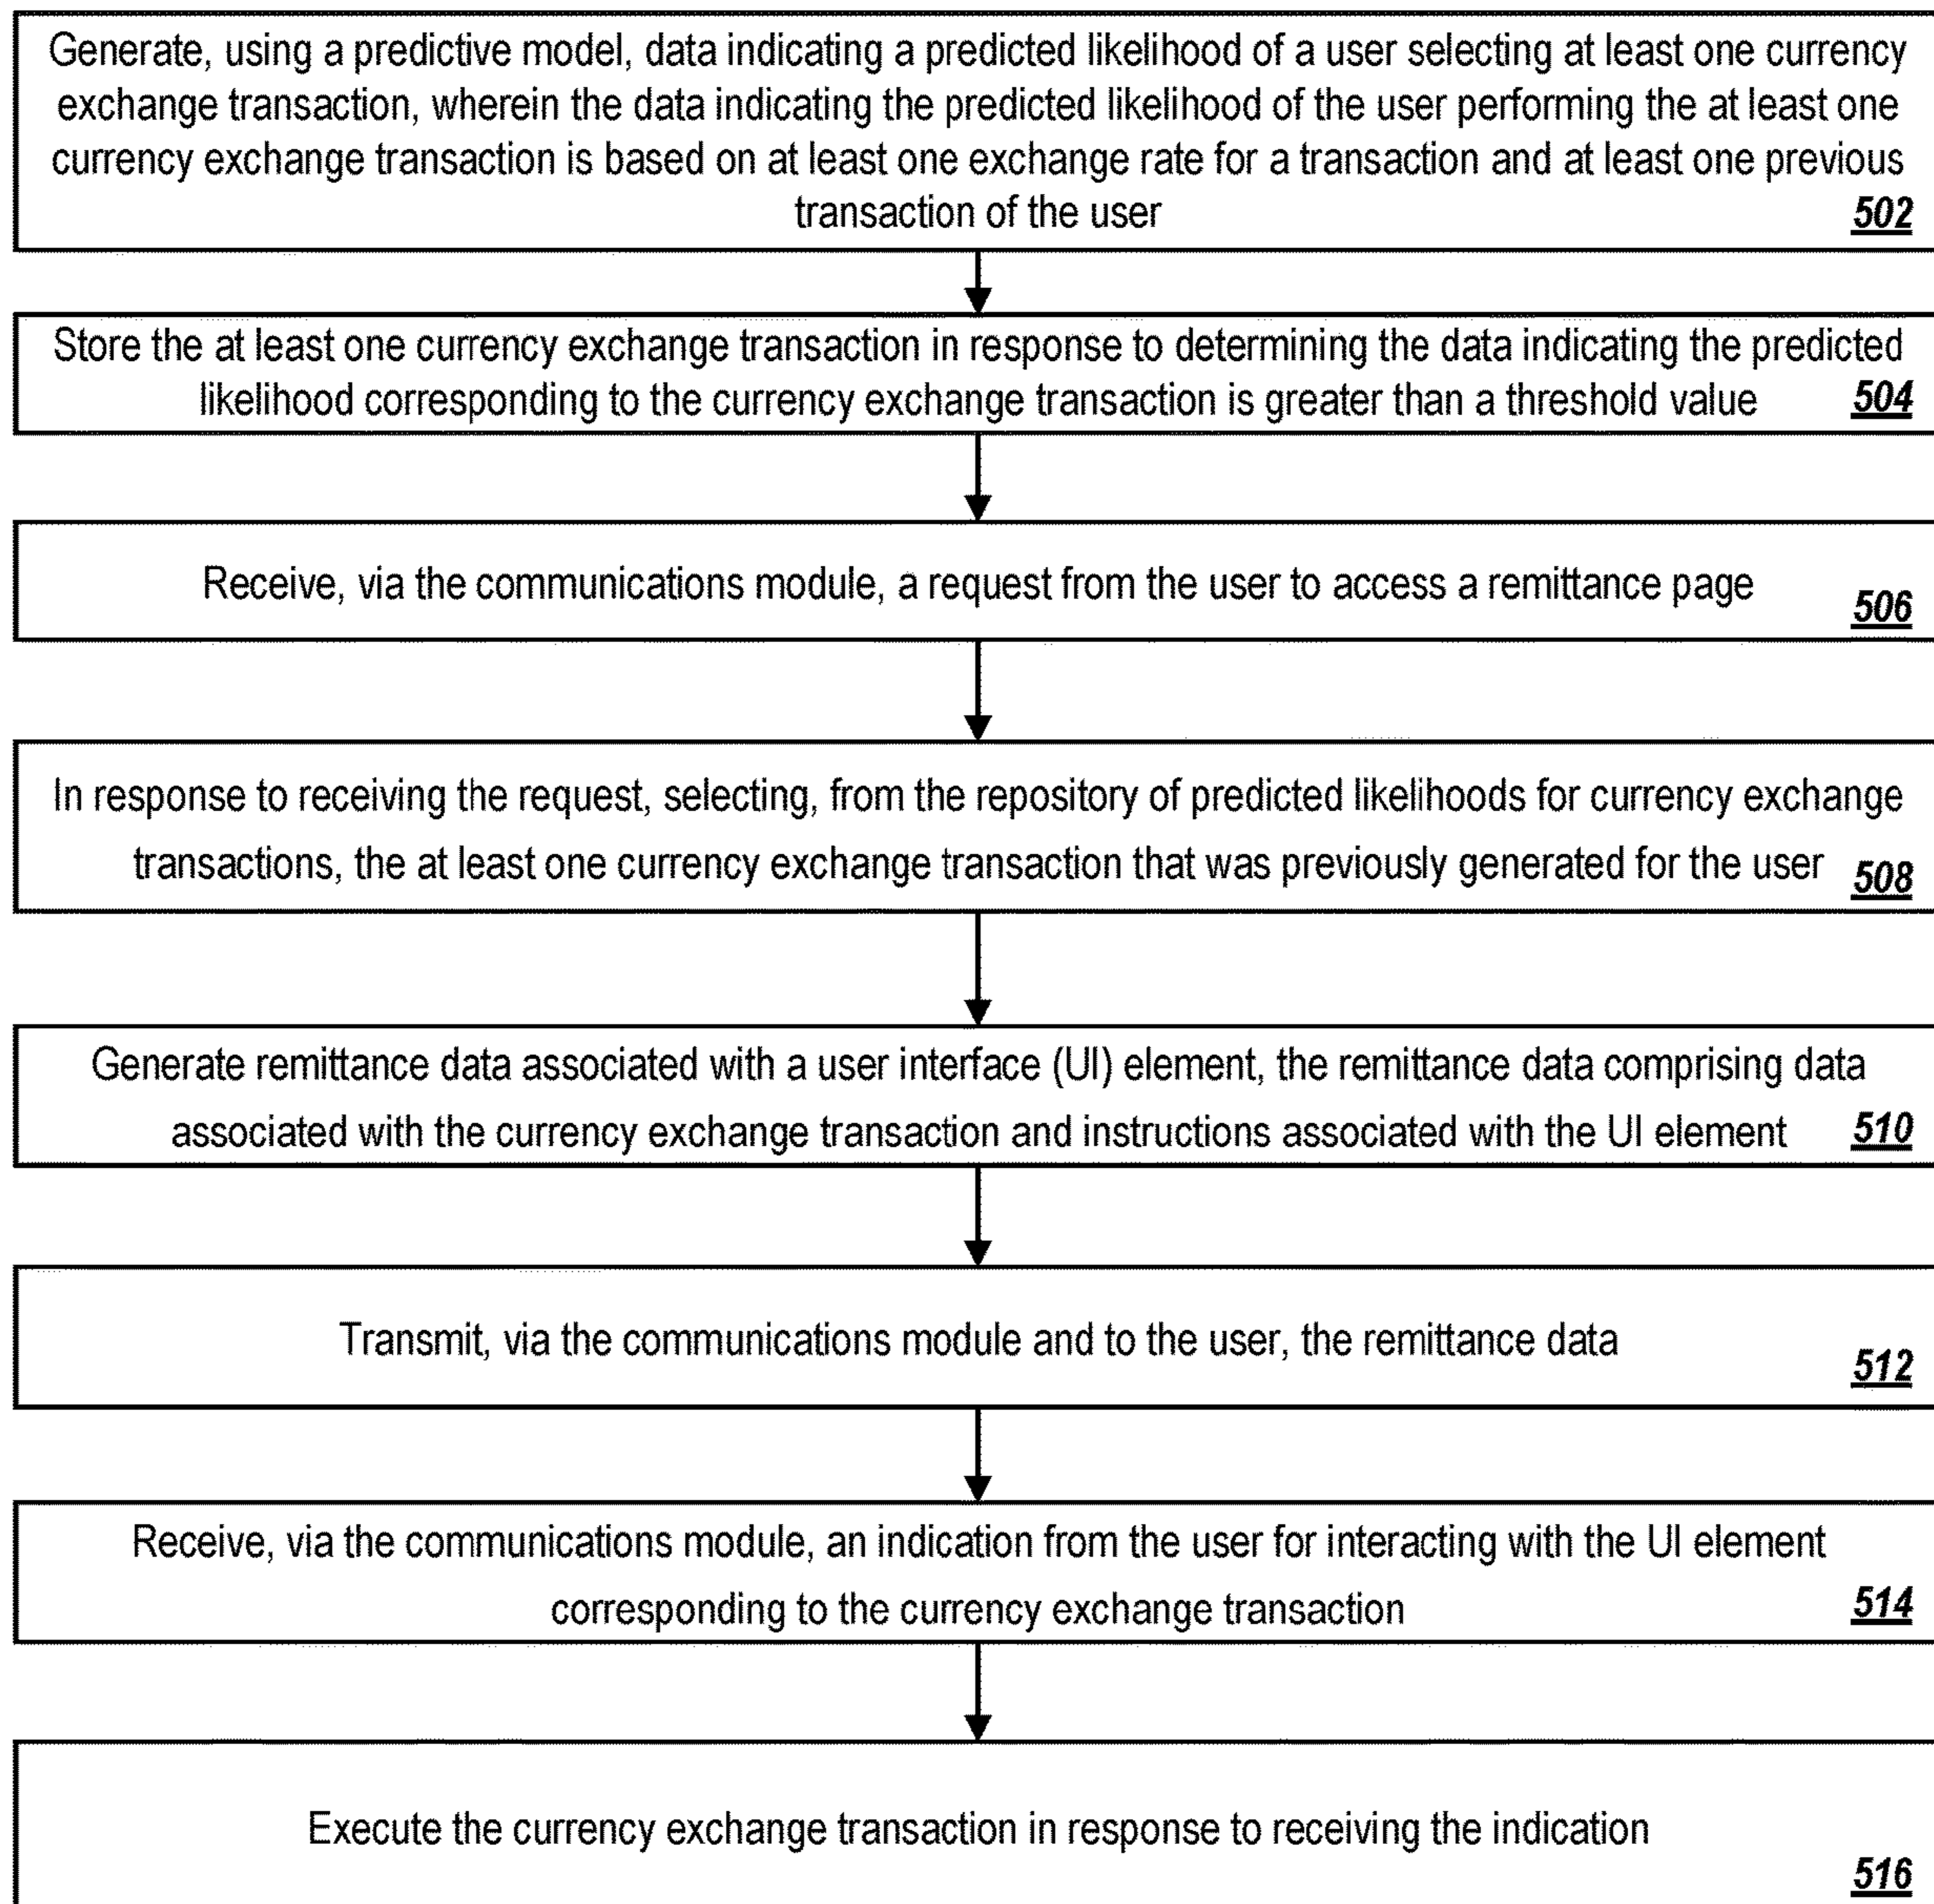 Generate, using a predictive model, data indicating a predicted likelihood of a user selecting at least one currency
exchange transaction, wherein the data indicating the predicted likelihood of the user performing the at least one
currency exchange transaction is based on at least one exchange rate for a transaction and at least one previous
transaction of the user 502
Store the at least one currency exchange transaction in response to determining the data indicating the predicted
likelihood corresponding to the currency exchange transaction is greater than a threshold value 504
Receive, via the communications module, a request from the user to access a remittance page 506
In response to receiving the request, selecting, from the repository of predicted likelihoods for currency exchange
transactions, the at least one currency exchange transaction that was previously generated for the user 508
Generate remittance data associated with a user interface (UI) element, the remittance data comprising data
associated with the currency exchange transaction and instructions associated with the UI element 510
Transmit, via the communications module and to the user, the remittance data 512
Receive, via the communications module, an indication from the user for interacting with the UI element
corresponding to the currency exchange transaction 514
Execute the currency exchange transaction in response to receiving the indication
516